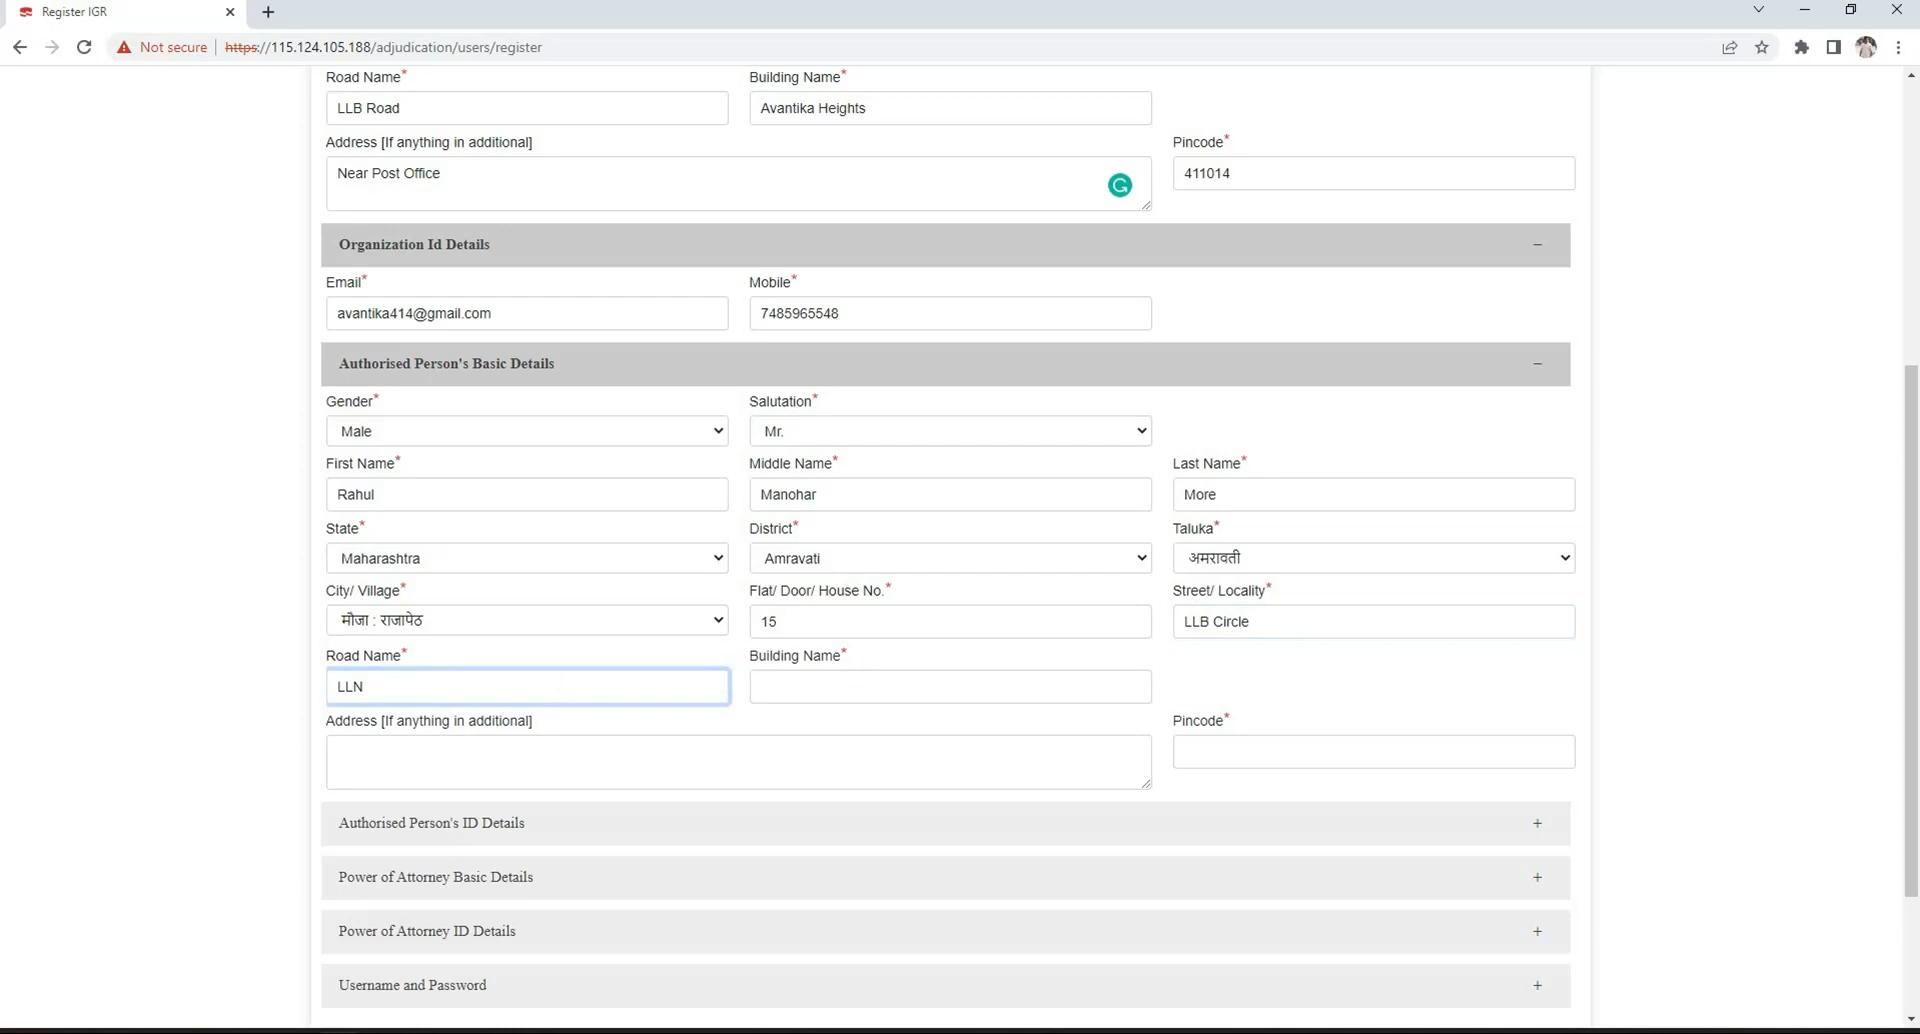 Register IGR
Not secure https://115.124.105.188/adjudication/users/register
Road Name* Building Name*
LLB Road Avantika Heights
Address [If anything in additional] Pincode*
Near Post Office 411014
Organization Id Details −
Email* Mobile*
avantika414@gmail.com 7485965548
Authorised Person's Basic Details −
Gender* Salutation*
Male Mr.
First Name* Middle Name* Last Name*
Rahul Manohar More
State* District* Taluka*
Maharashtra Amravati अमरावती
City/ Village* Flat/ Door/ House No.* Street/ Locality*
मौजा : राजापेठ 15 LLB Circle
Road Name* Building Name*
LLN
Address [If anything in additional] Pincode*
Authorised Person's ID Details +
Power of Attorney Basic Details +
Power of Attorney ID Details +
Username and Password +